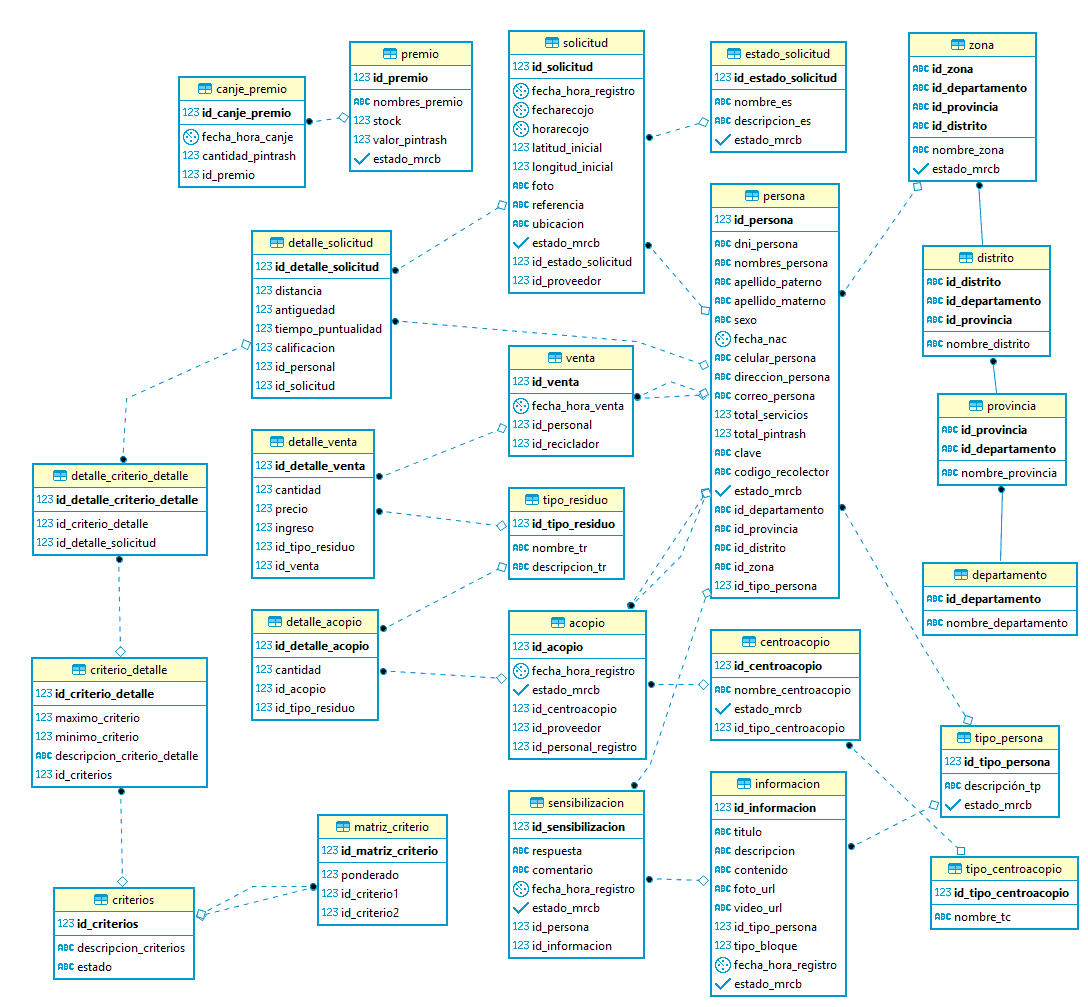 canje_premio
123 id_canje_premio
fecha_hora_canje
123 cantidad_pintrash
123 id_premio
premio
123 id_premio
ABC nombres_premio
123 stock
123 valor_pintrash
estado_mrcb
solicitud
123 id_solicitud
fecha_hora_registro
fecharecojo
horarecojo
123 latitud_inicial
123 longitud_inicial
ABC foto
ABC referencia
ABC ubicacion
estado_mrcb
123 id_estado_solicitud
123 id_proveedor
estado_solicitud
123 id_estado_solicitud
ABC nombre_es
ABC descripcion_es
estado_mrcb
zona
ABC id_zona
ABC id_departamento
ABC id_provincia
ABC id_distrito
ABC nombre_zona
estado_mrcb
detalle_solicitud
123 id_detalle_solicitud
123 distancia
123 antiguedad
123 tiempo_puntualidad
123 calificacion
123 id_personal
123 id_solicitud
persona
123 id_persona
ABC dni_persona
ABC nombres_persona
ABC apellido_paterno
ABC apellido_materno
ABC sexo
fecha_nac
ABC celular_persona
ABC direccion_persona
ABC correo_persona
123 total_servicios
123 total_pintrash
ABC clave
ABC codigo_recolector
estado_mrcb
ABC id_departamento
ABC id_provincia
ABC id_distrito
ABC id_zona
123 id_tipo_persona
distrito
ABC id_distrito
ABC id_departamento
ABC id_provincia
ABC nombre_distrito
venta
123 id_venta
fecha_hora_venta
123 id_personal
123 id_reciclador
provincia
ABC id_provincia
ABC id_departamento
ABC nombre_provincia
detalle_venta
123 id_detalle_venta
123 cantidad
123 precio
123 ingreso
123 id_tipo_residuo
123 id_venta
detalle_criterio_detalle
123 id_detalle_criterio_detalle
123 id_criterio_detalle
123 id_detalle_solicitud
tipo_residuo
123 id_tipo_residuo
ABC nombre_tr
ABC descripcion_tr
departamento
ABC id_departamento
ABC nombre_departamento
detalle_acopio
123 id_detalle_acopio
123 cantidad
123 id_acopio
123 id_tipo_residuo
acopio
123 id_acopio
fecha_hora_registro
estado_mrcb
123 id_centroacopio
123 id_proveedor
123 id_personal_registro
centroacopio
123 id_centroacopio
ABC nombre_centroacopio
estado_mrcb
123 id_tipo_centroacopio
criterio_detalle
123 id_criterio_detalle
123 maximo_criterio
123 minimo_criterio
ABC descripcion_criterio_detalle
123 id_criterios
tipo_persona
123 id_tipo_persona
ABC descripción_tp
estado_mrcb
sensibilizacion
123 id_sensibilizacion
ABC respuesta
ABC comentario
fecha_hora_registro
estado_mrcb
123 id_persona
123 id_informacion
informacion
123 id_informacion
ABC titulo
ABC descripcion
ABC contenido
ABC foto_url
ABC video_url
123 id_tipo_persona
ABC tipo_bloque
fecha_hora_registro
estado_mrcb
matriz_criterio
123 id_matriz_criterio
123 ponderado
123 id_criterio1
123 id_criterio2
tipo_centroacopio
123 id_tipo_centroacopio
ABC nombre_tc
criterios
123 id_criterios
ABC descripcion_criterios
ABC estado